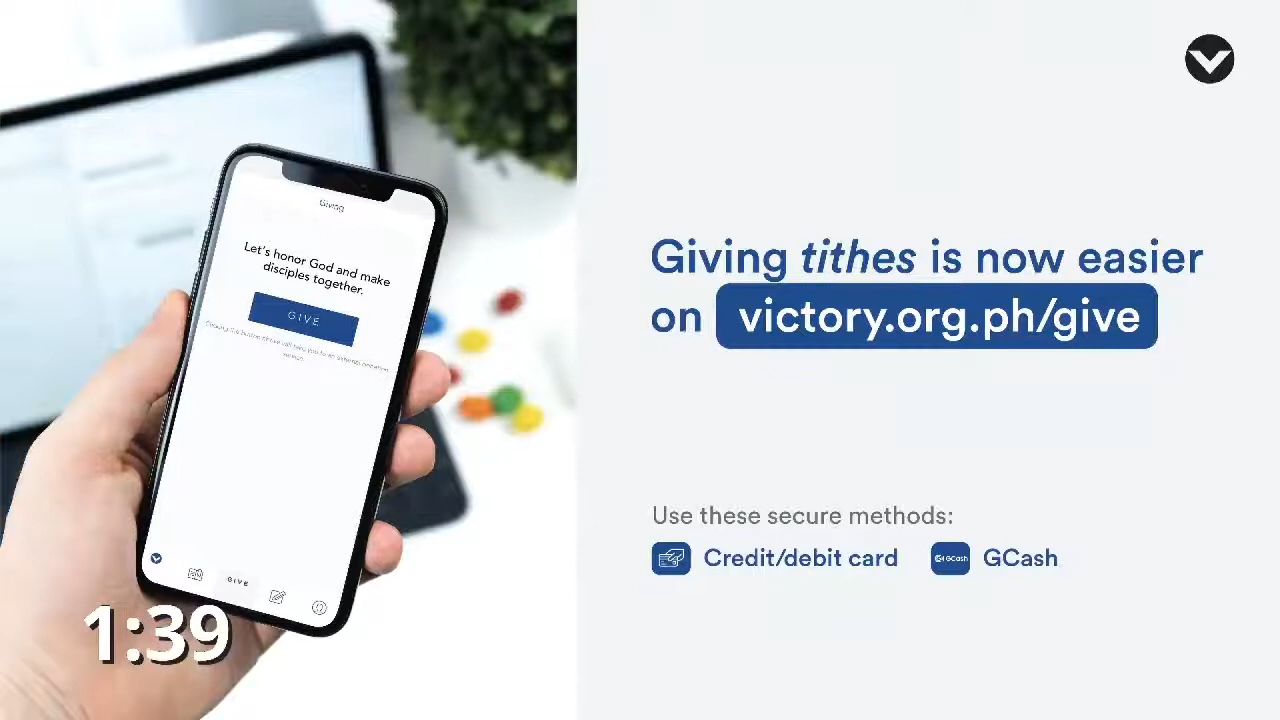 Giving
Let's honor God and make
disciples together.
GIVE
GIVE
1:39
Giving tithes is now easier
on victory.org.ph/give
Use these secure methods:
Credit/debit card
GCash
GCash